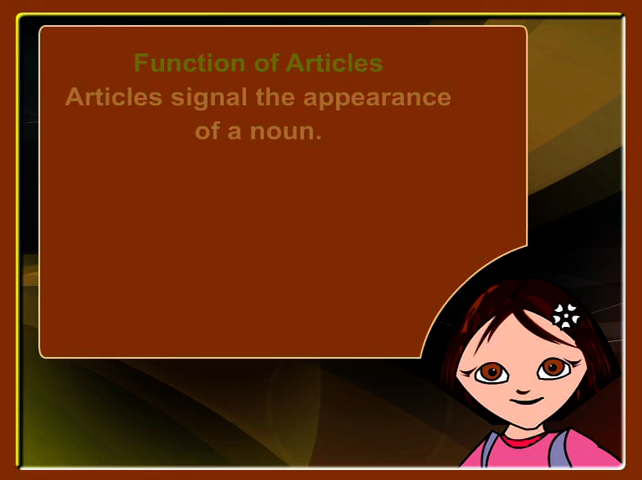 Function of Articles
Articles signal the appearance
of a noun.